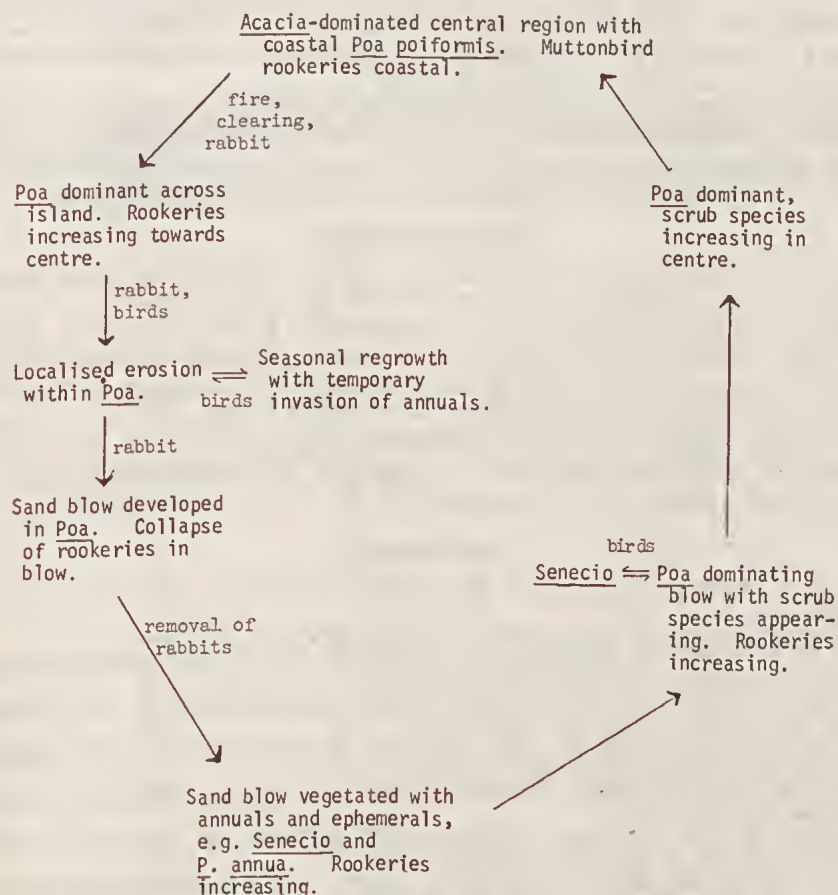 Acacia-dominated central region with
coastal Poa poiformis. Muttonbird
rookeries coastal.
fire,
clearing,
rabbit
Poa dominant across
island. Rookeries
increasing towards
centre.
Poa dominant,
scrub species
increasing in
centre.
rabbit,
birds
Localised erosion
within Poa.
birds
Seasonal regrowth
with temporary
invasion of annuals.
rabbit
Sand blow developed
in Poa. Collapse
of rookeries in
blow.
birds
Senecio
Poa dominating
blow with scrub
species appear-
ing. Rookeries
increasing.
removal of
rabbits
Sand blow vegetated with
annuals and ephemerals,
e.g. Senecio and
P. annua. Rookeries
increasing.